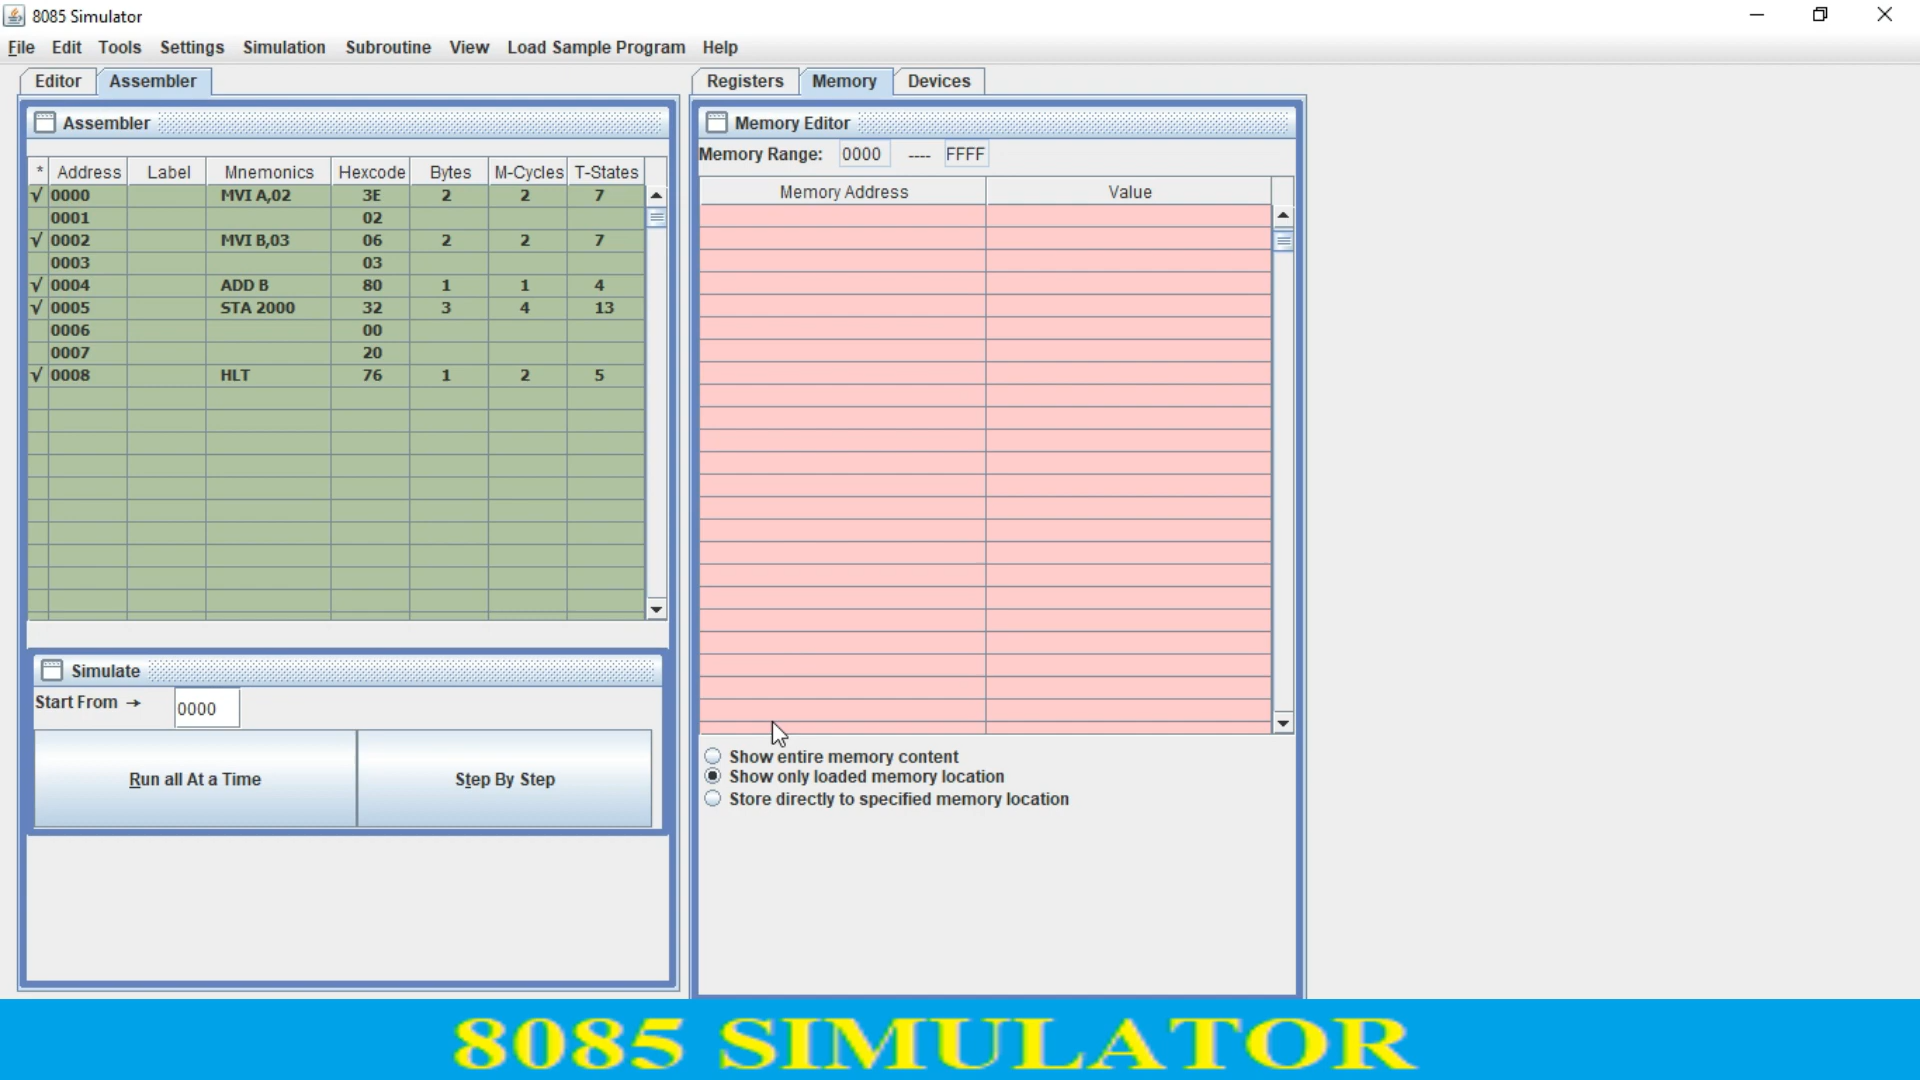 8085 Simulator
File Edit Tools Settings Simulation Subroutine View Load Sample Program Help
Editor Assembler
Registers Memory Devices
Assembler
* Address Label Mnemonics Hexcode Bytes M-Cycles T-States
√ 0000 MVI A,02 3E 2 2 7
0001 02
√ 0002 MVI B,03 06 2 2 7
0003 03
√ 0004 ADD B 80 1 1 4
√ 0005 STA 2000 32 3 4 13
0006 00
0007 20
√ 0008 HLT 76 1 2 5
Simulate
Start From → 0000
Run all At a Time Step By Step
Memory Editor
Memory Range: 0000 ---- FFFF
Memory Address Value
Show entire memory content
Show only loaded memory location
Store directly to specified memory location
8085 SIMULATOR